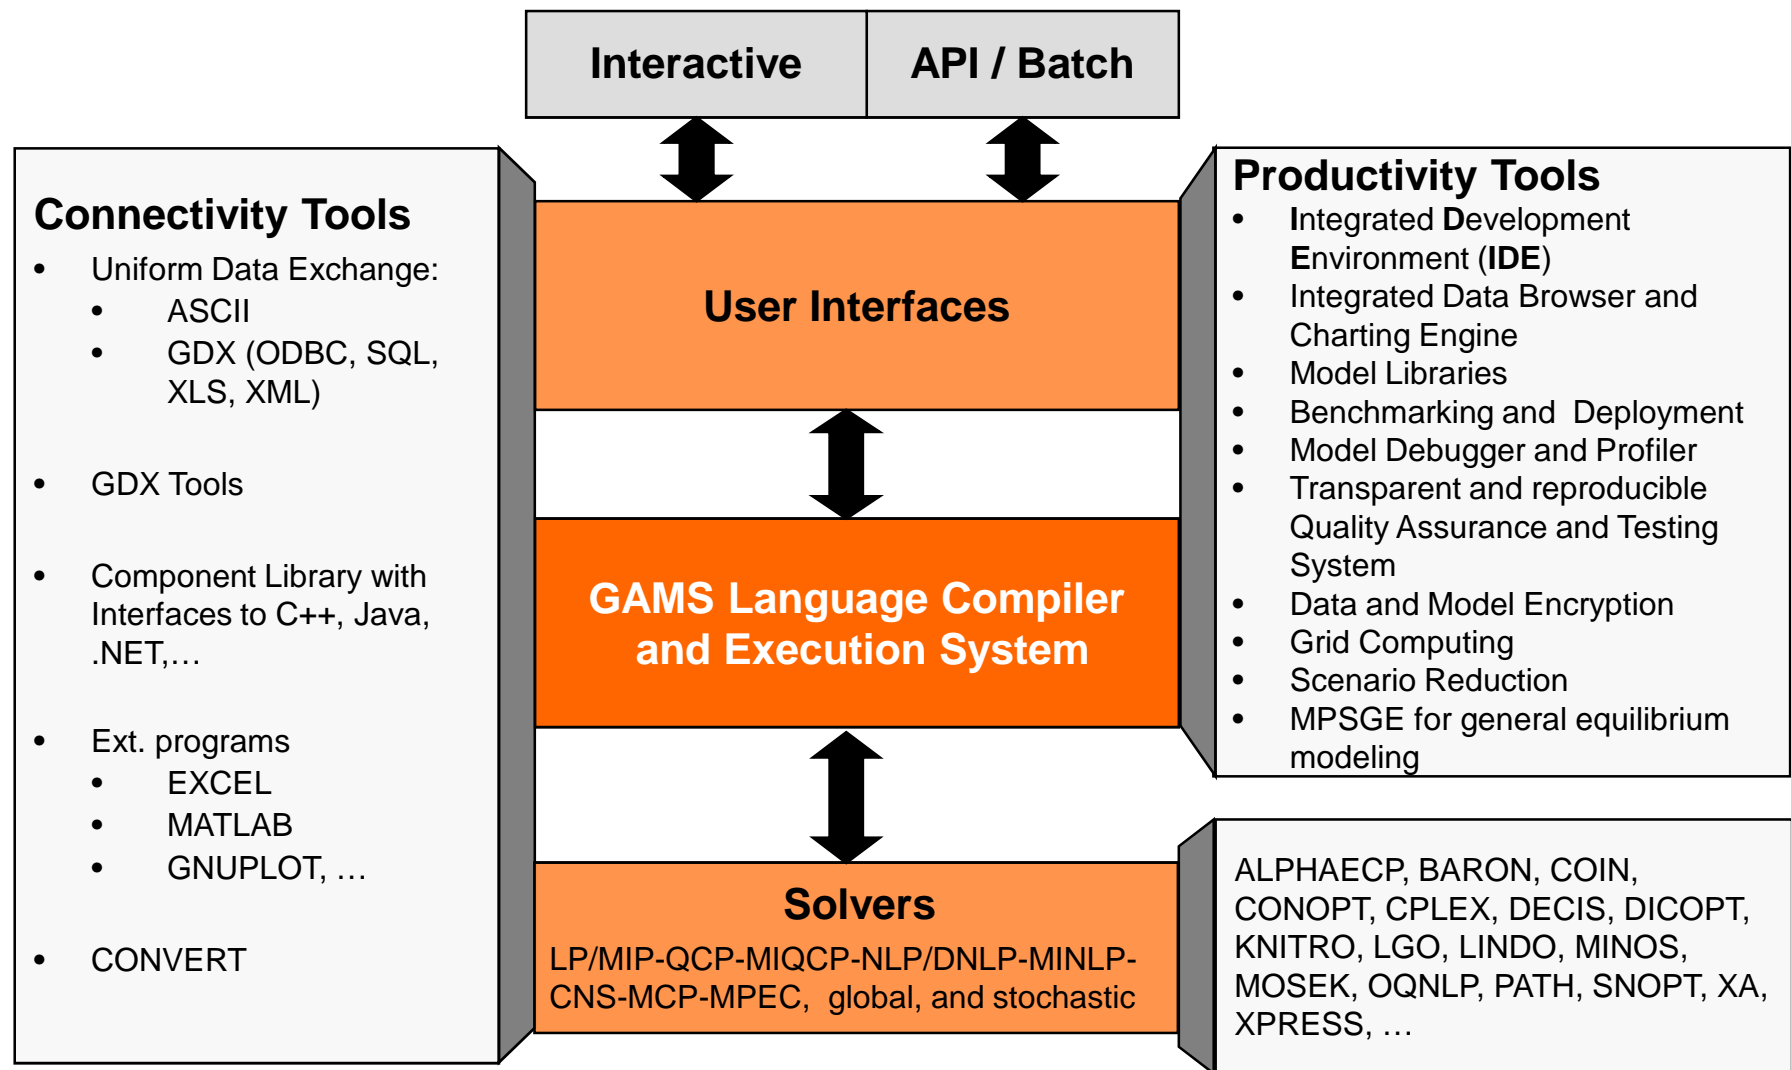 Interactive
API / Batch
Connectivity Tools
• Uniform Data Exchange:
• ASCII
• GDX (ODBC, SQL,
XLS, XML)
• GDX Tools
• Component Library with
Interfaces to C++, Java,
.NET,…
• Ext. programs
• EXCEL
• MATLAB
• GNUPLOT, …
• CONVERT
User Interfaces
GAMS Language Compiler
and Execution System
Solvers
LP/MIP-QCP-MIQCP-NLP/DNLP-MINLP-
CNS-MCP-MPEC, global, and stochastic
Productivity Tools
• Integrated Development
Environment (IDE)
• Integrated Data Browser and
Charting Engine
• Model Libraries
• Benchmarking and Deployment
• Model Debugger and Profiler
• Transparent and reproducible
Quality Assurance and Testing
System
• Data and Model Encryption
• Grid Computing
• Scenario Reduction
• MPSGE for general equilibrium
modeling
ALPHAECP, BARON, COIN,
CONOPT, CPLEX, DECIS, DICOPT,
KNITRO, LGO, LINDO, MINOS,
MOSEK, OQNLP, PATH, SNOPT, XA,
XPRESS, …